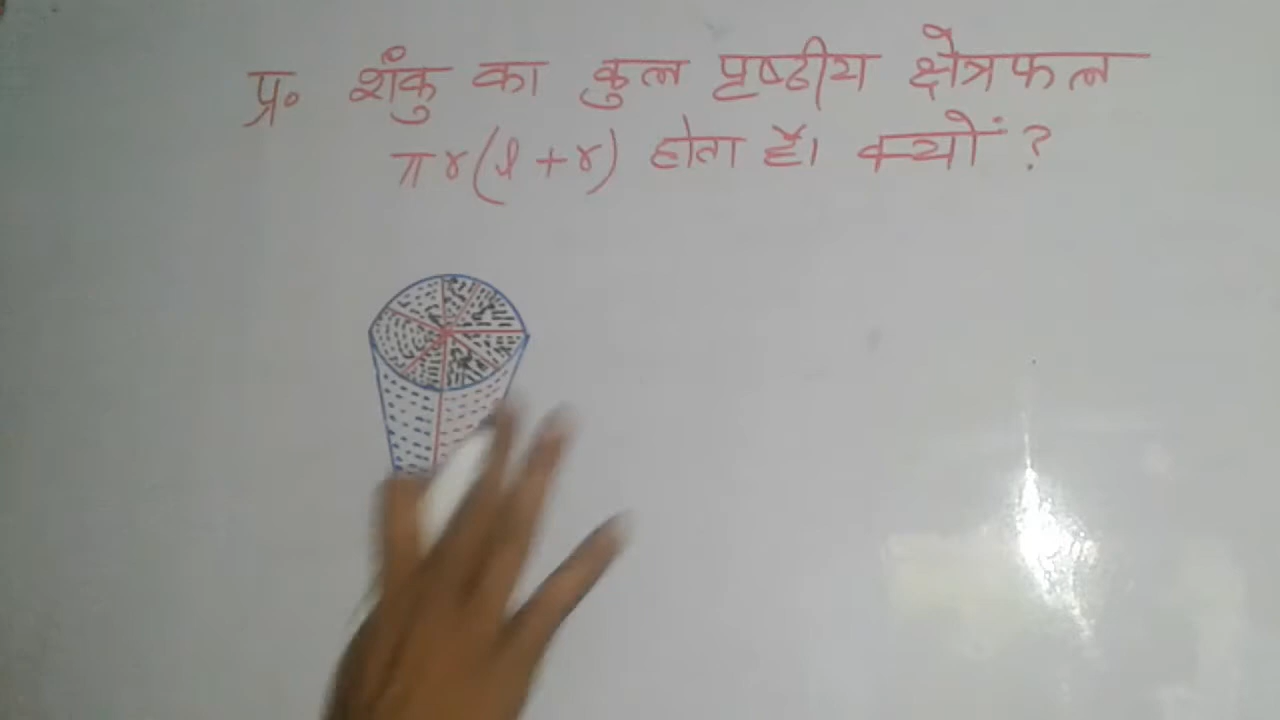 प्र० शंकु का कुल पृष्ठीय क्षेत्रफल
πr(l+r) होता है। क्यों ?